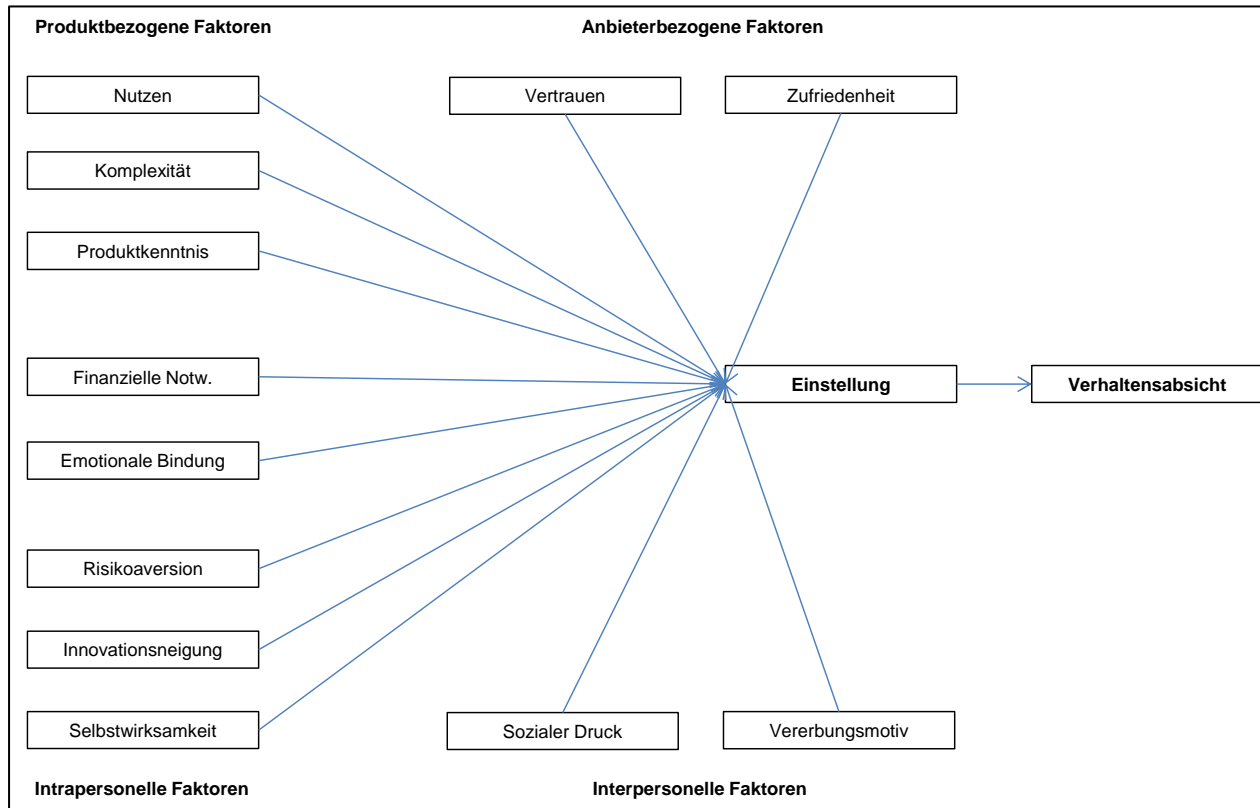 Produktbezogene Faktoren
Anbieterbezogene Faktoren
Nutzen
Vertrauen
Zufriedenheit
Komplexität
Produktkenntnis
Finanzielle Notw.
Einstellung
Verhaltensabsicht
Emotionale Bindung
Risikoaversion
Innovationsneigung
Selbstwirksamkeit
Sozialer Druck
Vererbungsmotiv
Intrapersonelle Faktoren
Interpersonelle Faktoren